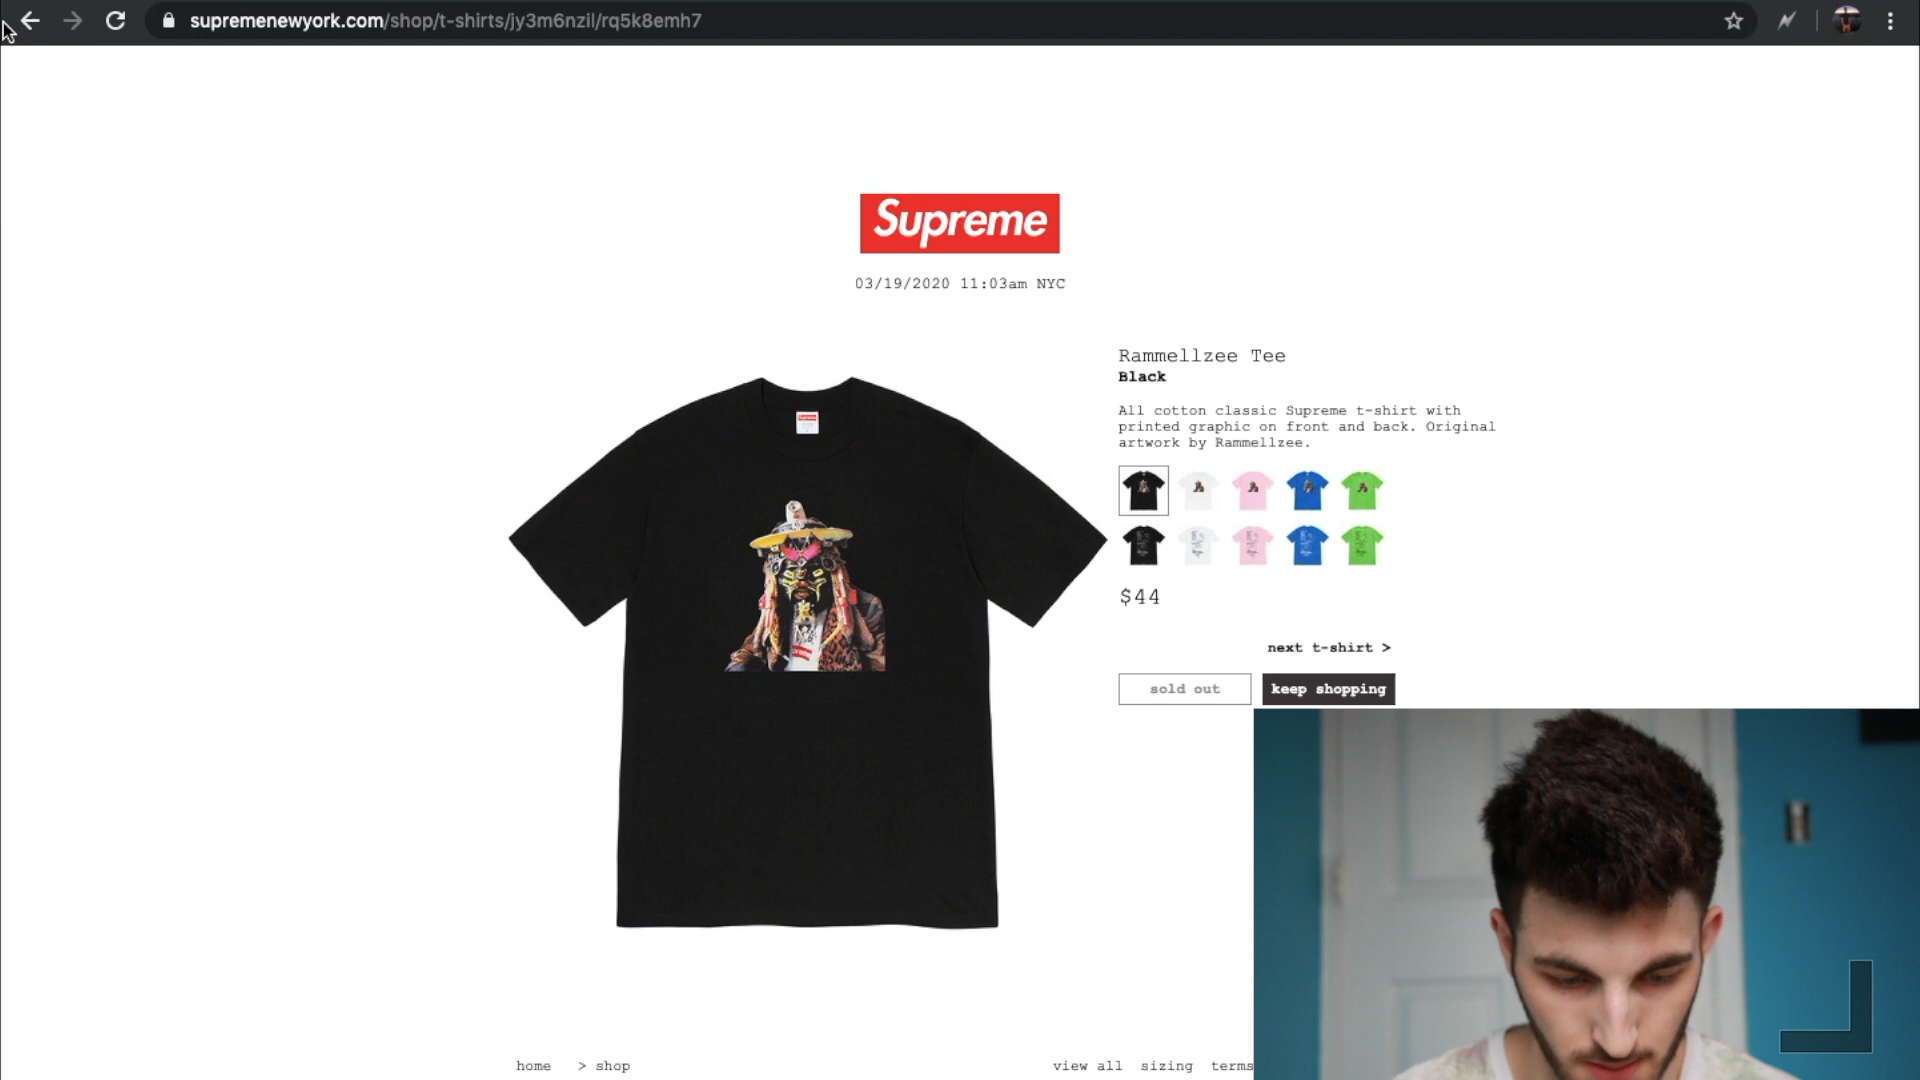 supremenewyork.com/shop/t-shirts/jy3m6nzil/rq5k8emh7
Supreme
03/19/2020 11:03am NYC
Rammellzee Tee
Black
All cotton classic Supreme t-shirt with
printed graphic on front and back. Original
artwork by Rammellzee.
$44
next t-shirt >
sold out
keep shopping
Supreme
home > shop
view all sizing terms